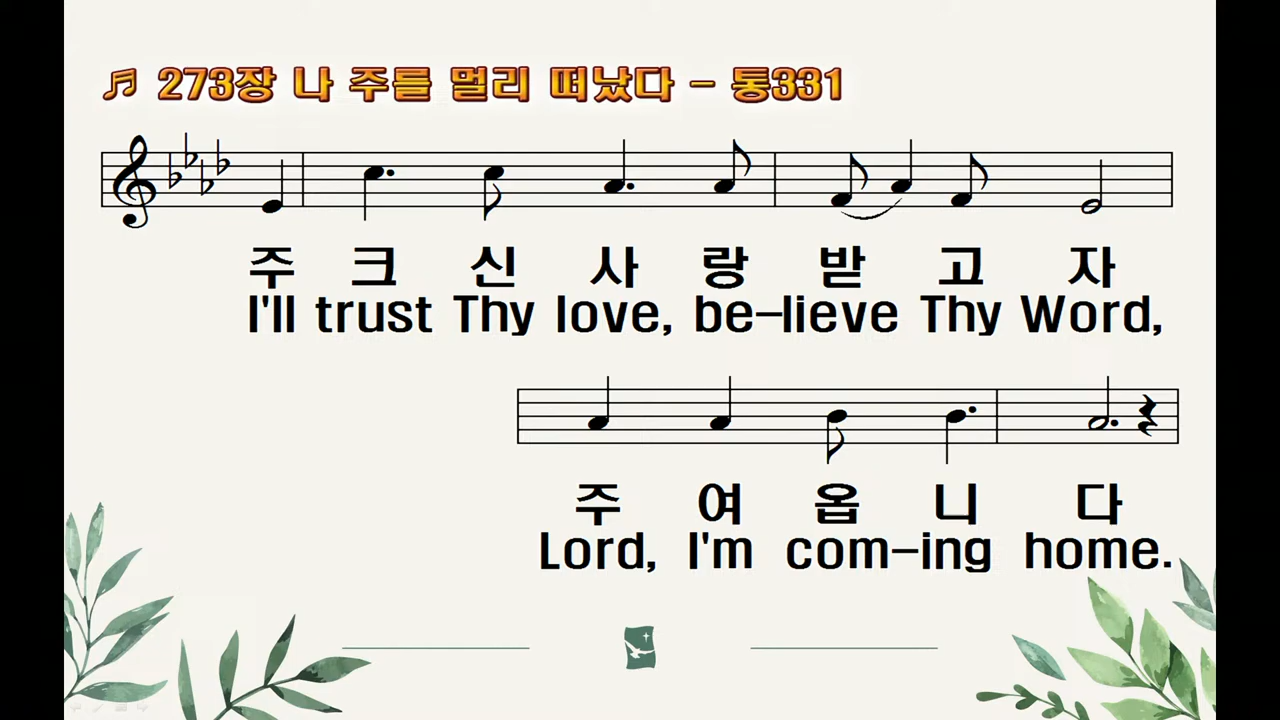 ♬ 273장 나 주를 멀리 떠났다 - 통331
주 크 신 사 랑 받 고 자
I'll trust Thy love, be-lieve Thy Word,
주 여 옵 니 다
Lord, I'm com-ing home.